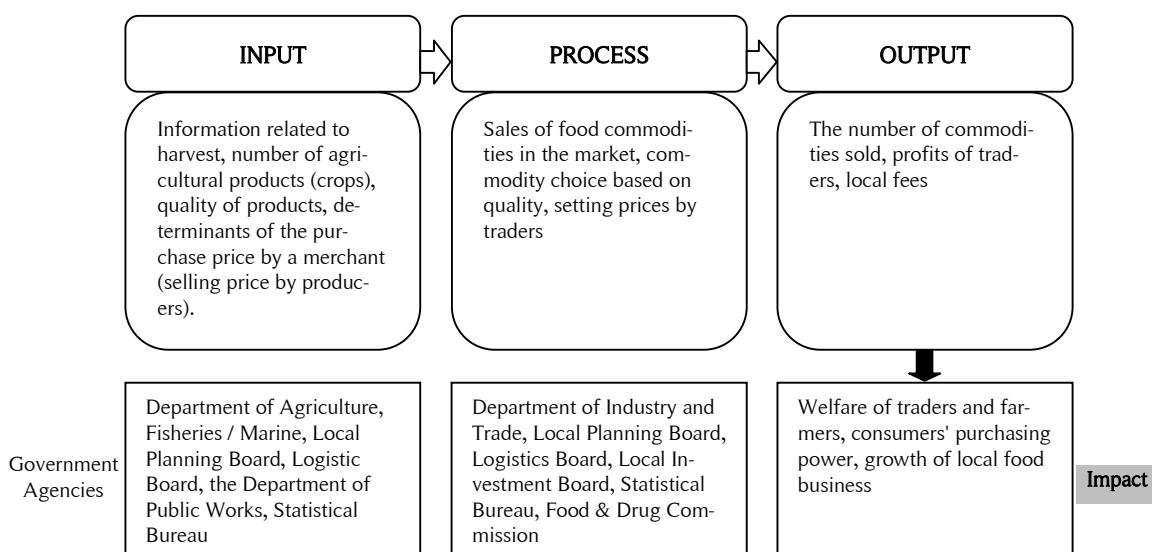 INPUT
PROCESS
OUTPUT
Information related to
harvest, number of agri-
cultural products (crops),
quality of products, de-
terminants of the pur-
chase price by a merchant
(selling price by produc-
ers).
Sales of food commodi-
ties in the market, com-
modity choice based on
quality, setting prices by
traders
The number of commodi-
ties sold, profits of trad-
ers, local fees
Government
Agencies
Department of Agriculture,
Fisheries / Marine, Local
Planning Board, Logistic
Board, the Department of
Public Works, Statistical
Bureau
Department of Industry and
Trade, Local Planning Board,
Logistics Board, Local In-
vestment Board, Statistical
Bureau, Food & Drug Com-
mission
Welfare of traders and far-
mers, consumers' purchasing
power, growth of local food
business
Impact